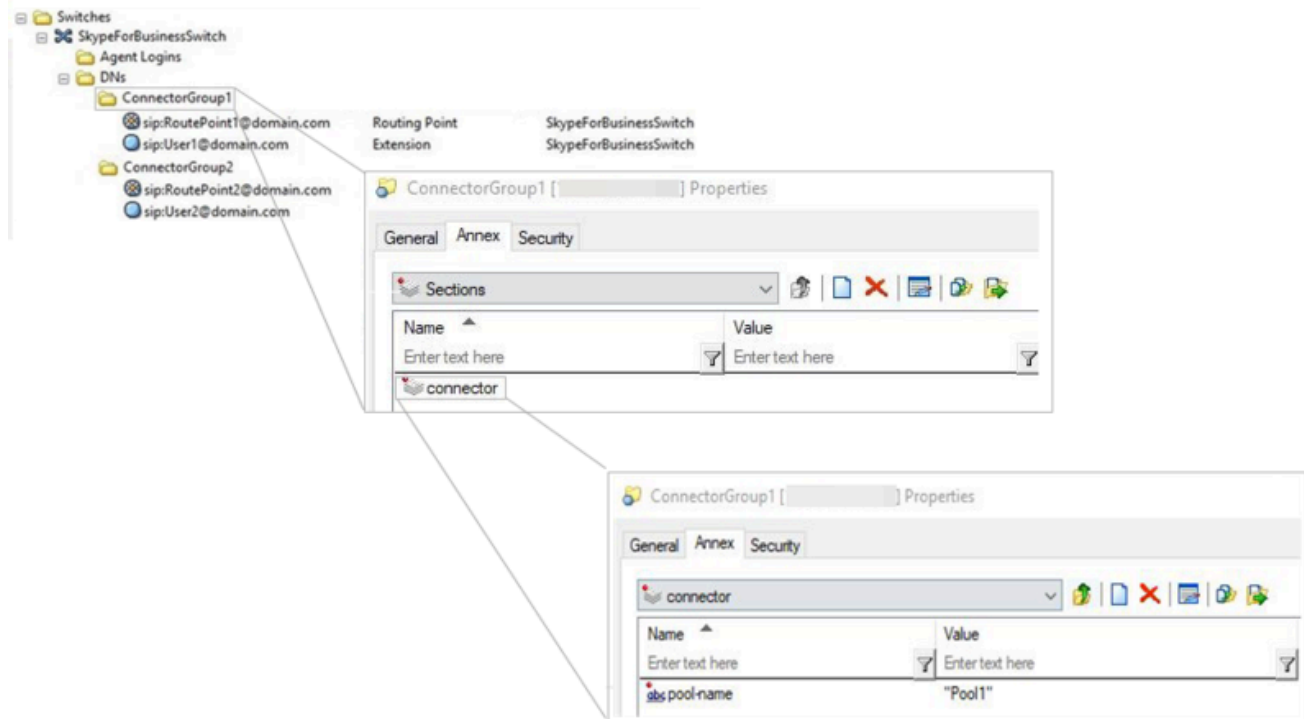 Switches
SkypeForBusinessSwitch
Agent Logins
DNs
ConnectorGroup1
sip:RoutePoint1@domain.com Routing Point SkypeForBusinessSwitch
sip:User1@domain.com Extension SkypeForBusinessSwitch
ConnectorGroup2
sip:RoutePoint2@domain.com
sip:User2@domain.com
ConnectorGroup1 [ ] Properties
General Annex Security
Sections
Name Value
Enter text here Enter text here
connector
ConnectorGroup1 [ ] Properties
General Annex Security
connector
Name Value
Enter text here Enter text here
abc pool-name "Pool1"